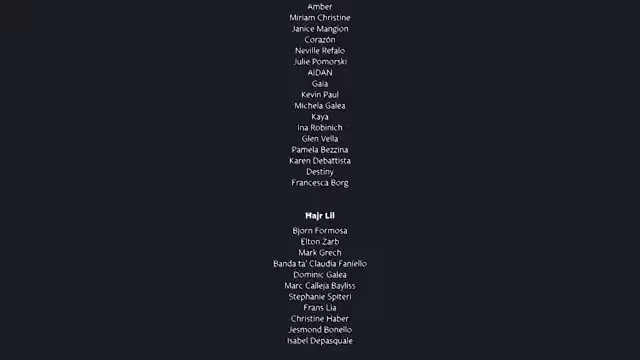 Amber
Miriam Christine
Janice Mangion
Corazón
Neville Refalo
Julie Pomorski
AIDAN
Gaia
Kevin Paul
Michela Galea
Kaya
Ina Robinich
Glen Vella
Pamela Bezzina
Karen Debattista
Destiny
Francesca Borg
Hajr Lil
Bjorn Formosa
Elton Zarb
Mark Grech
Banda ta' Claudia Faniello
Dominic Galea
Marc Calleja Bayliss
Stephanie Spiteri
Frans Lia
Christine Haber
Jesmond Bonello
Isabel Depasquale